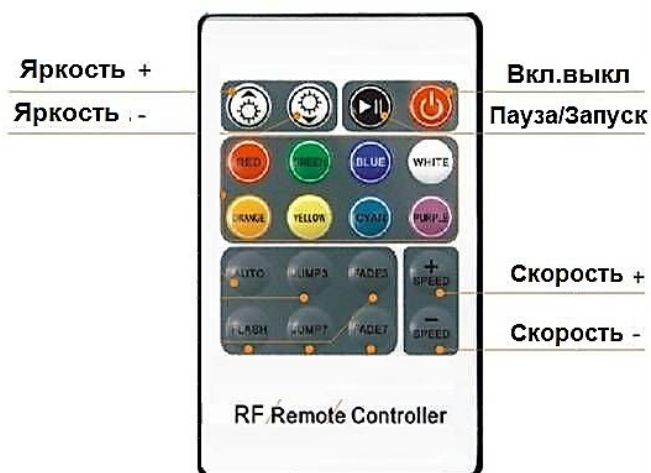 Яркость +
Вкл.выкл
Яркость . -
Пауза/Запуск
RED GREEN BLUE WHITE
ORANGE YELLOW CYAN PURPLE
AUTO JUMP3 FADE3 + SPEED
Скорость +
FLASH JUMP7 FADE7 - SPEED
Скорость -
RF Remote Controller